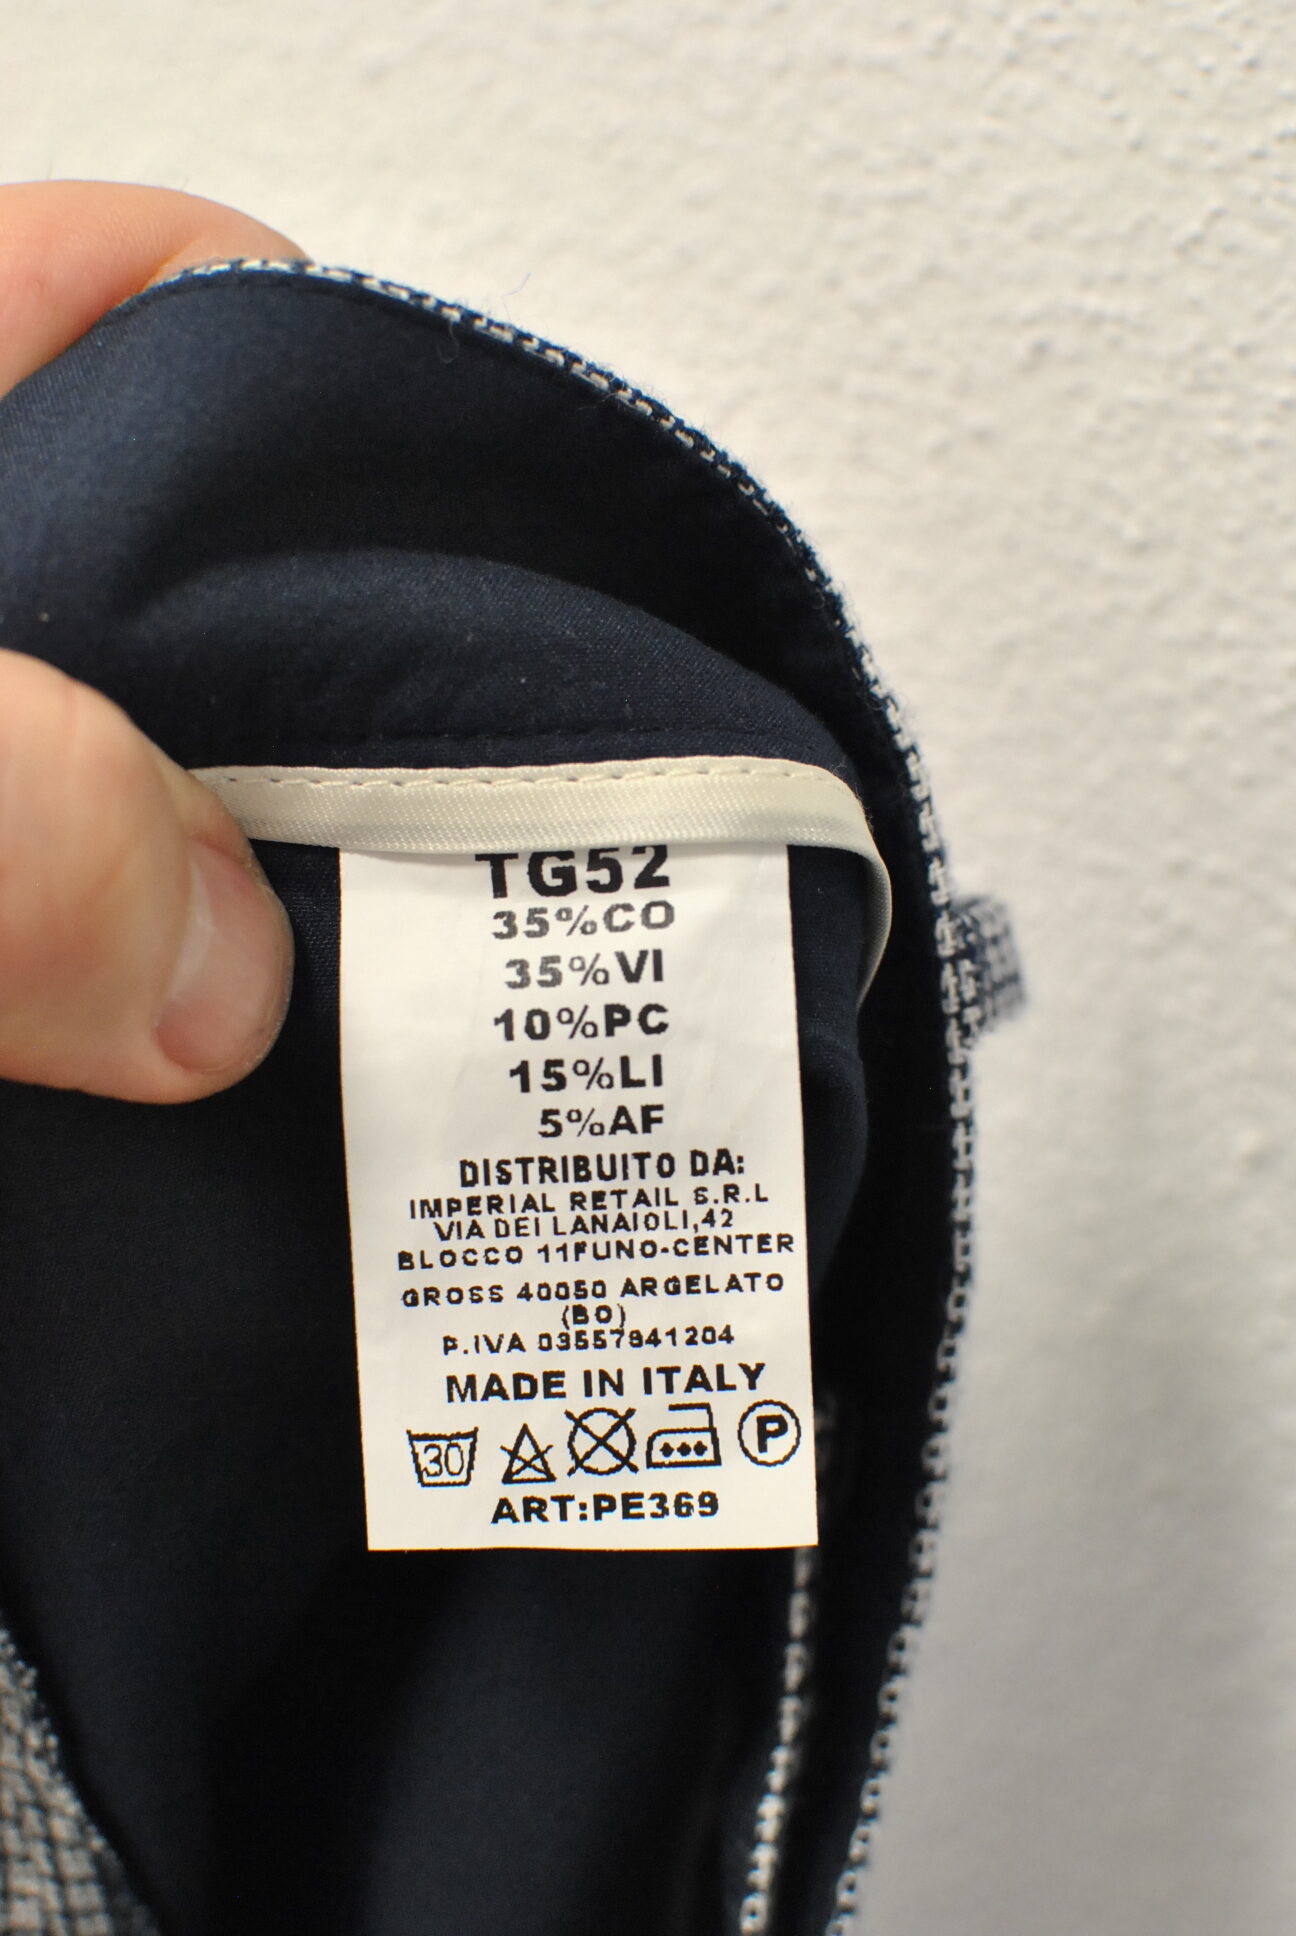 TG52
35%CO
35%VI
10%PC
15%LI
5%AF
DISTRIBUITO DA:
IMPERIAL RETAIL S.R.L
VIA DEI LANAIOLI,42
BLOCCO 11FUNO-CENTER
GROSS 40050 ARGELATO
(BO)
P.IVA 03557841204
MADE IN ITALY
30 P
ART:PE369